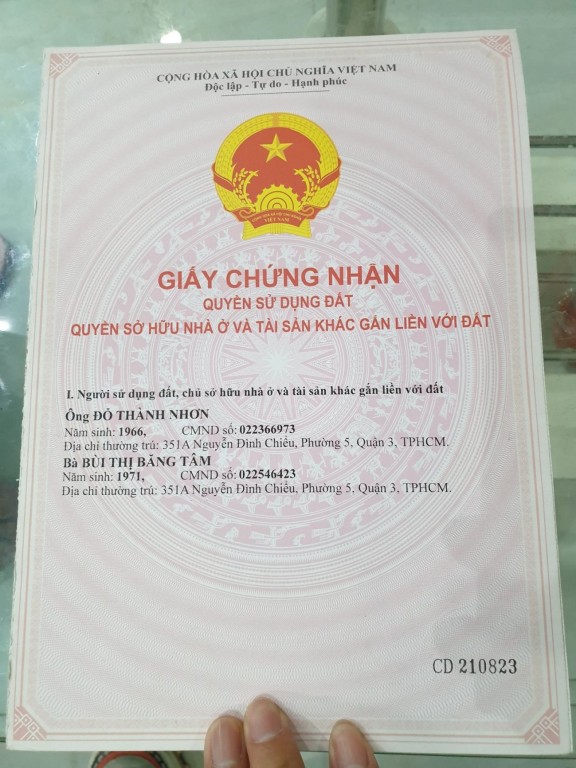 CỘNG HÒA XÃ HỘI CHỦ NGHĨA VIỆT NAM
Độc lập - Tự do - Hạnh phúc
VIỆT NAM
GIẤY CHỨNG NHẬN
QUYỀN SỬ DỤNG ĐẤT
QUYỀN SỞ HỮU NHÀ Ở VÀ TÀI SẢN KHÁC GẮN LIỀN VỚI ĐẤT
I. Người sử dụng đất, chủ sở hữu nhà ở và tài sản khác gắn liền với đất
Ông ĐỖ THÀNH NHƠN
Năm sinh: 1966, CMND số: 022366973
Địa chỉ thường trú: 351A Nguyễn Đình Chiểu, Phường 5, Quận 3, TPHCM.
Bà BÙI THỊ BĂNG TÂM
Năm sinh: 1971, CMND số: 022546423
Địa chỉ thường trú: 351A Nguyễn Đình Chiểu, Phường 5, Quận 3, TPHCM.
CD 210823